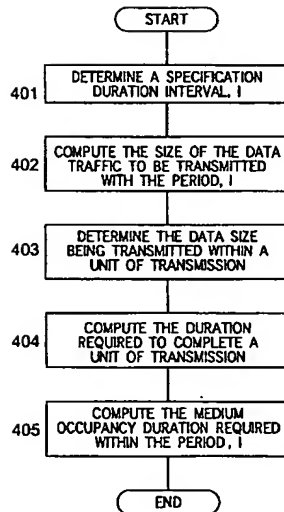 START
401
DETERMINE A SPECIFICATION
DURATION INTERVAL, I
402
COMPUTE THE SIZE OF THE DATA
TRAFFIC TO BE TRANSMITTED
WITH THE PERIOD, I
403
DETERMINE THE DATA SIZE
BEING TRANSMITTED WITHIN A
UNIT OF TRANSMISSION
404
COMPUTE THE DURATION
REQUIRED TO COMPLETE A
UNIT OF TRANSMISSION
405
COMPUTE THE MEDIUM
OCCUPANCY DURATION REQUIRED
WITHIN THE PERIOD, I
END